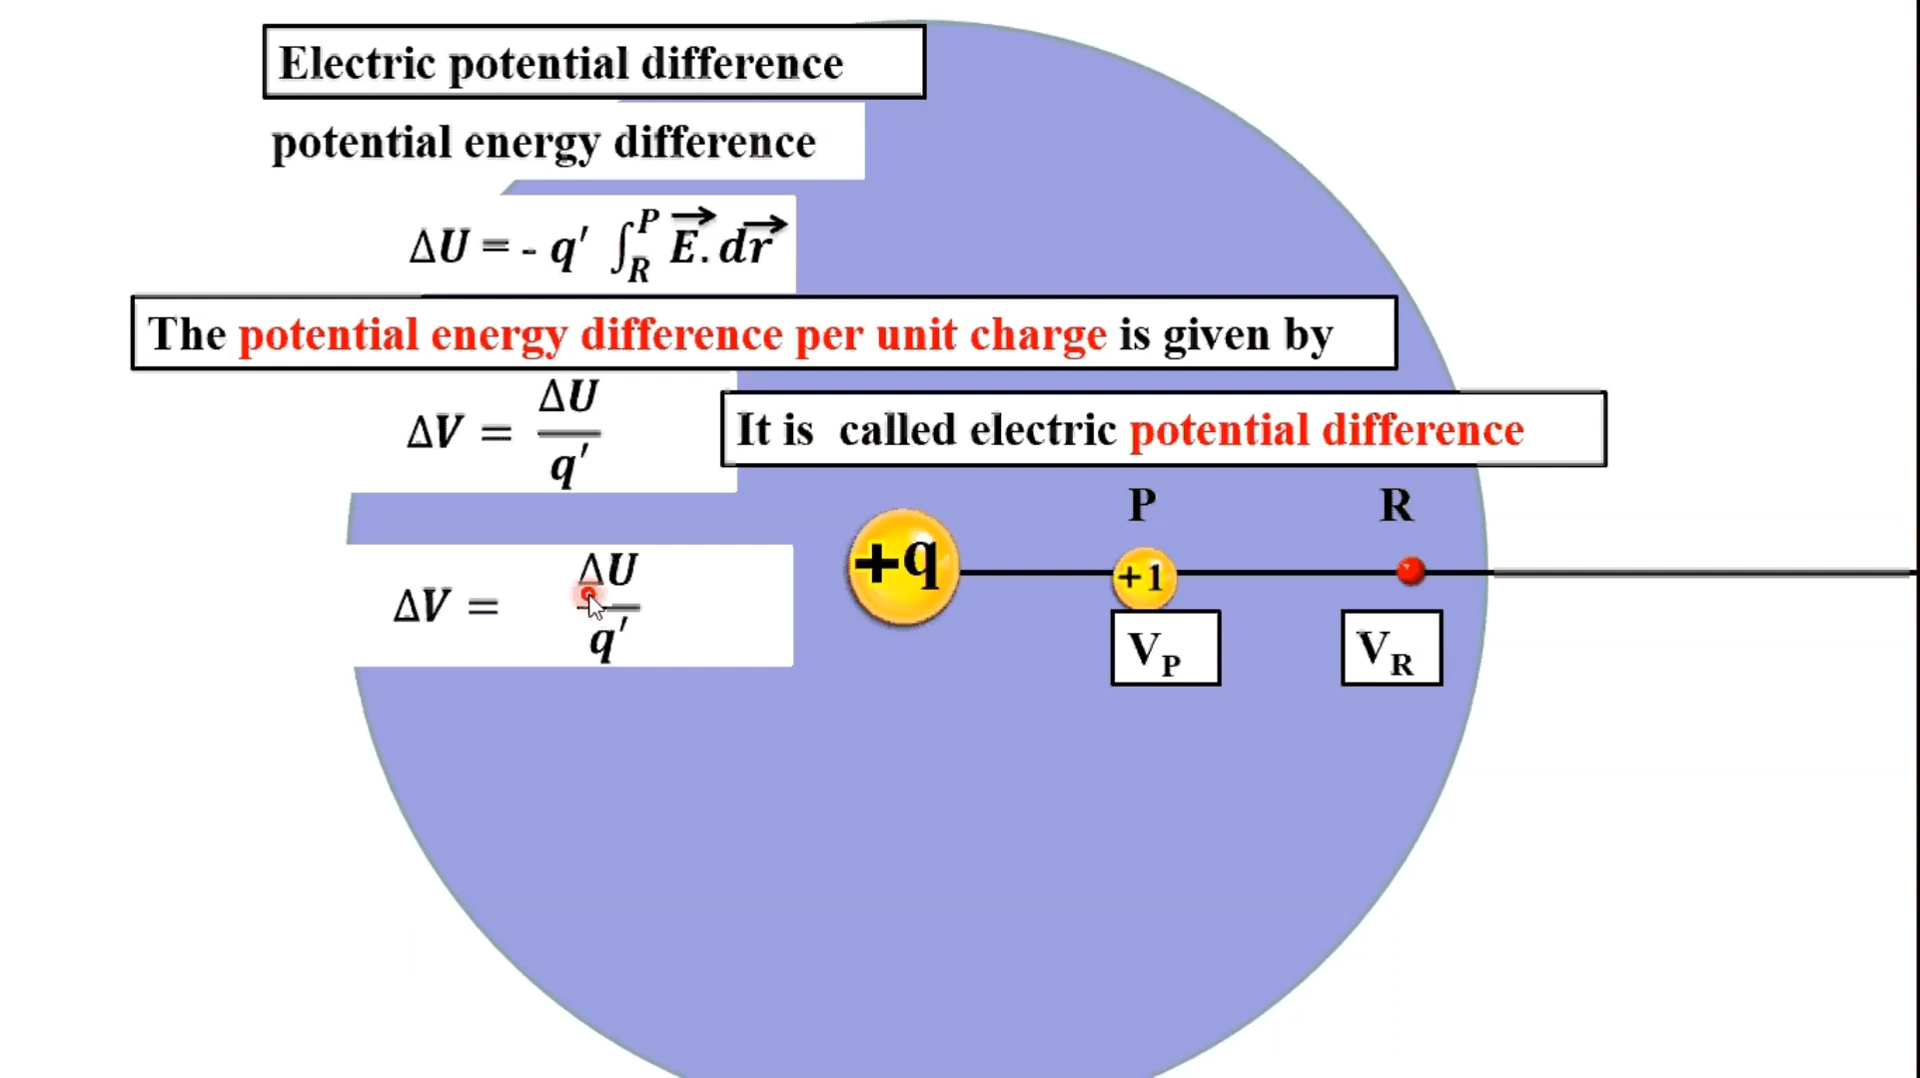 Electric potential difference
potential energy difference
ΔU = - q′ ∫_R^P E⃗. dr⃗
The potential energy difference per unit charge is given by
ΔV = ΔU/q′
It is called electric potential difference
P R
+q +1
ΔV = ΔU/q′
V_P V_R